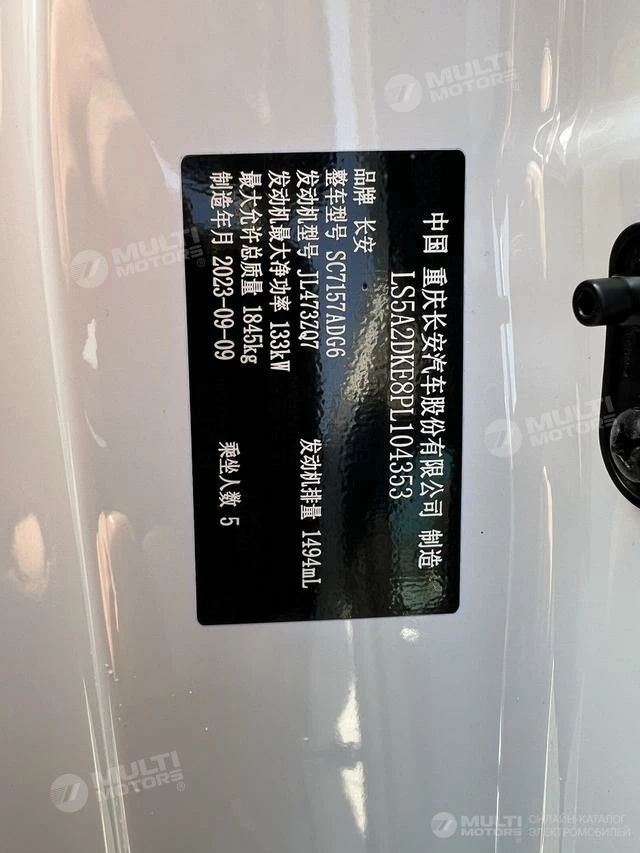 中国 重庆长安汽车股份有限公司 制造
LS5A2DKE8PL104353
品牌 长安
整车型号 SC7157ADG6
发动机型号 JL473ZQ7 发动机排量 1494mL
发动机最大净功率 133kW
最大允许总质量 1845kg
制造年月 2023-09-09 乘坐人数 5
MULTI MOTORS
MULTI MOTORS
MULTI MOTORS
MULTI MOTORS
MULTI MOTORS ОНЛАЙН-КАТАЛОГ ЭЛЕКТРОМОБИЛЕЙ